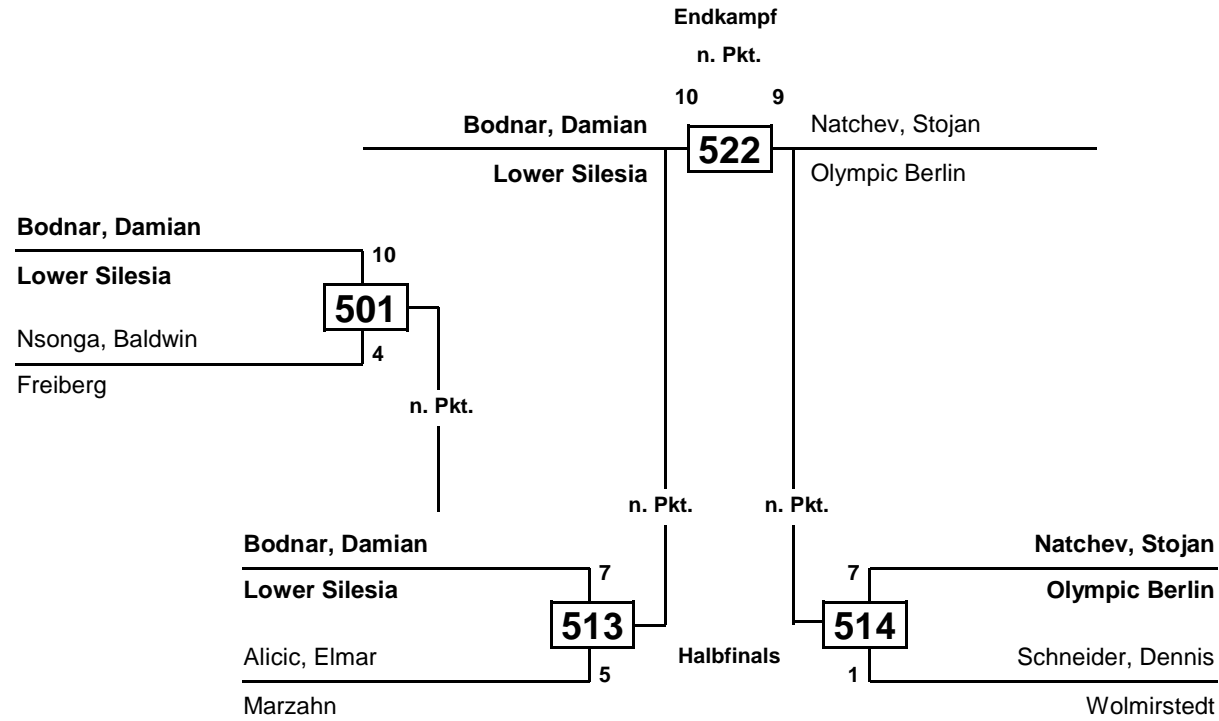 Endkampf
n. Pkt.
10 9
Bodnar, Damian 522 Natchev, Stojan
Lower Silesia Olympic Berlin
Bodnar, Damian
10
Lower Silesia
501
Nsonga, Baldwin
4
Freiberg
n. Pkt.
n. Pkt. n. Pkt.
Bodnar, Damian Natchev, Stojan
7 7
Lower Silesia Olympic Berlin
513 514
Alicic, Elmar Halbfinals Schneider, Dennis
5 1
Marzahn Wolmirstedt